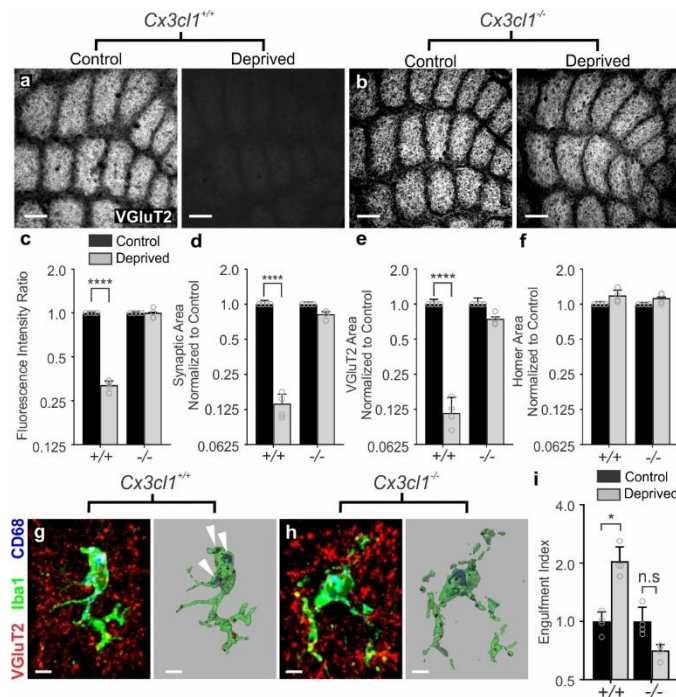 Cx3cl1+/+ Cx3cl1-/-
Control Deprived Control Deprived
a b
VGluT2
c Control Deprived d e f
Fluorescence Intensity Ratio
2.0
1.0
0.5
0.25
0.125
****
+/+ -/-
Synaptic Area
Normalized to Control
2.0
1.0
0.5
0.25
0.125
0.0625
****
+/+ -/-
VGluT2 Area
Normalized to Control
2.0
1.0
0.5
0.25
0.125
0.0625
****
+/+ -/-
Homer Area
Normalized to Control
2.0
1.0
0.5
0.25
0.125
0.0625
+/+ -/-
Cx3cl1+/+ Cx3cl1-/-
g h
VGluT2 Iba1 CD68
i
Control
Deprived
Engulfment Index
4.0
2.0
1.0
0.5
*
n.s
+/+ -/-